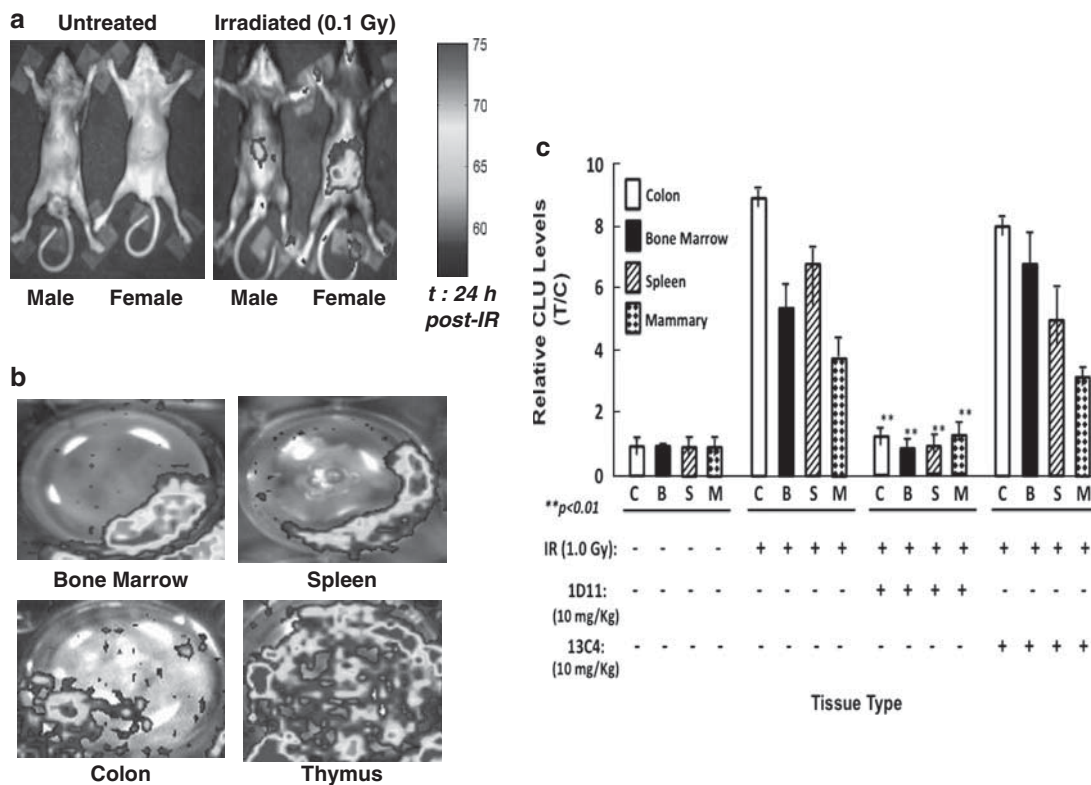 a
Untreated
Irradiated (0.1 Gy)
75
70
65
60
Male
Female
Male
Female
t : 24 h
post-IR
b
Bone Marrow
Spleen
Colon
Thymus
c
Relative CLU Levels
(T/C)
10
8
6
4
2
0
Colon
Bone Marrow
Spleen
Mammary
** ** ** **
C B S M C B S M C B S M C B S M
**p<0.01
IR (1.0 Gy): - - - - + + + + + + + + + + + +
1D11: - - - - - - - - + + + + - - - -
(10 mg/Kg)
13C4: - - - - - - - - - - - - + + + +
(10 mg/Kg)
Tissue Type